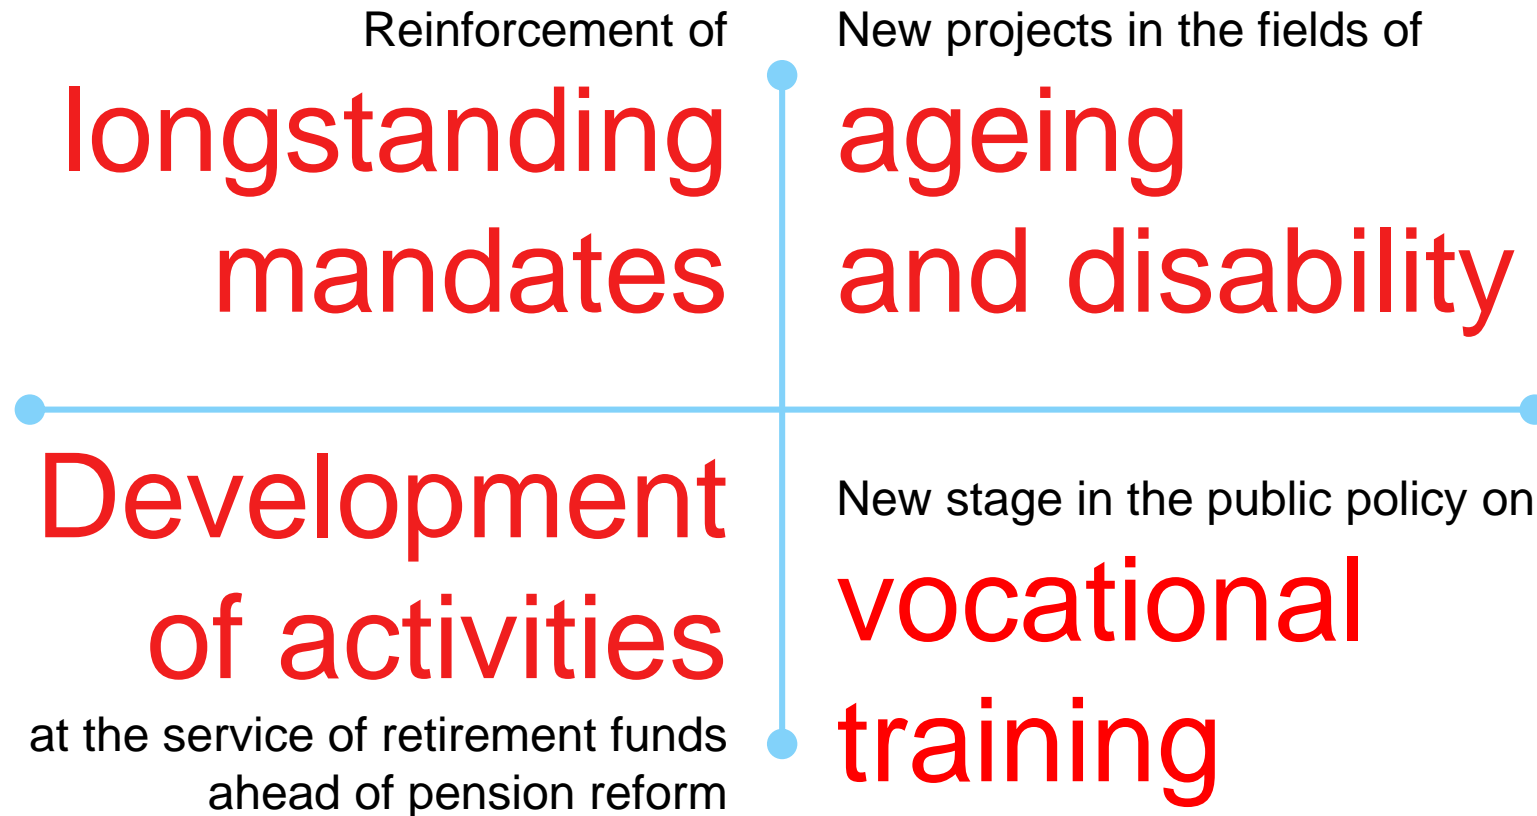 Reinforcement of
longstanding
mandates
New projects in the fields of
ageing
and disability
Development
of activities
at the service of retirement funds
ahead of pension reform
New stage in the public policy on
vocational
training